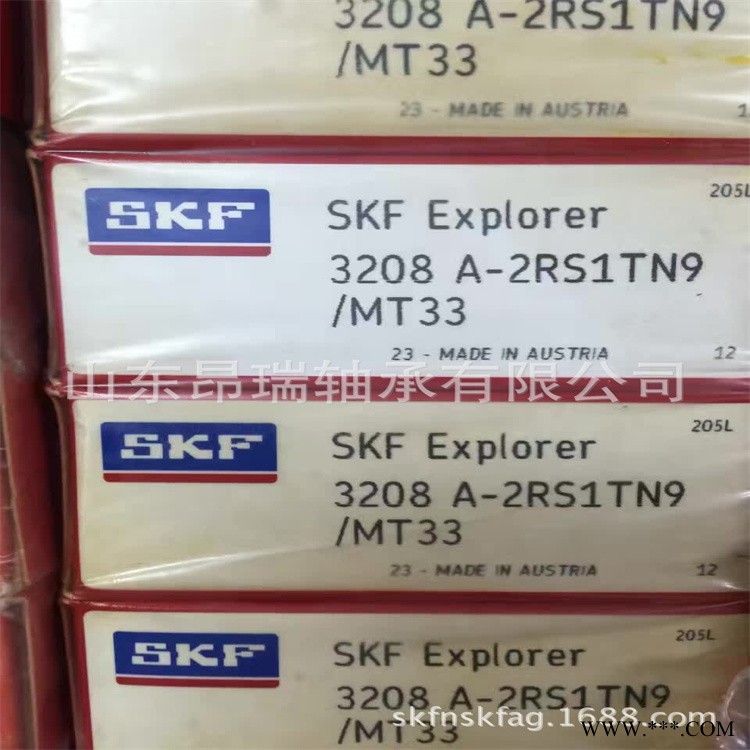 3208 A-2RS1TN9
/MT33
23 - MADE IN AUSTRIA
SKF
SKF Explorer
205L
3208 A-2RS1TN9
/MT33
23 - MADE IN AUSTRIA
12
山东昂瑞轴承有限公司
SKF
SKF Explorer
205L
3208 A-2RS1TN9
/MT33
23 - MADE IN AUSTRIA
12
SKF
SKF Explorer
205L
3208 A-2RS1TN9
/MT33
skfnskfag.1688.com
www.***.com